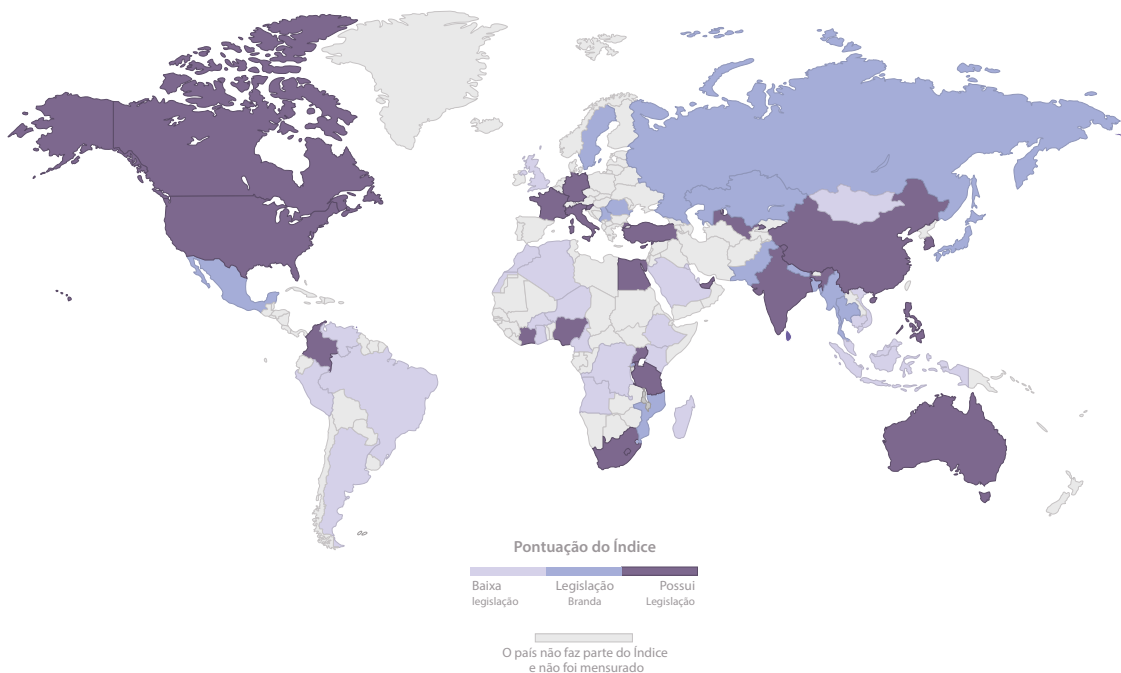 Pontuação do Índice
Baixa
legislação
Legislação
Branda
Possui
Legislação
O país não faz parte do Índice
e não foi mensurado